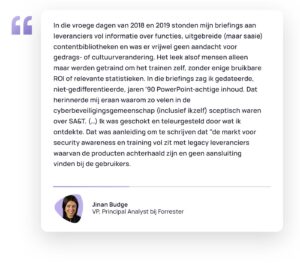 In die vroege dagen van 2018 en 2019 stonden mijn briefings aan
leveranciers vol informatie over functies, uitgebreide (maar saaie)
contentbibliotheken en was er vrijwel geen aandacht voor
gedrags- of cultuurverandering. Het leek alsof mensen alleen
maar werden getraind om het trainen zelf, zonder enige bruikbare
ROI of relevante statistieken. In die briefings zag ik gedateerde,
niet-gedifferentieerde, jaren '90 PowerPoint-achtige inhoud. Dat
herinnerde mij eraan waarom zo velen in de
cyberbeveiligingsgemeenschap (inclusief ikzelf) sceptisch waren
over SA&T. (...) Ik was geschokt en teleurgesteld door wat ik
ontdekte. Dat was aanleiding om te schrijven dat "de markt voor
security awareness en training vol zit met legacy leveranciers
waarvan de producten achterhaald zijn en geen aansluiting
vinden bij de gebruikers.
Jinan Budge
VP, Principal Analyst bij Forrester